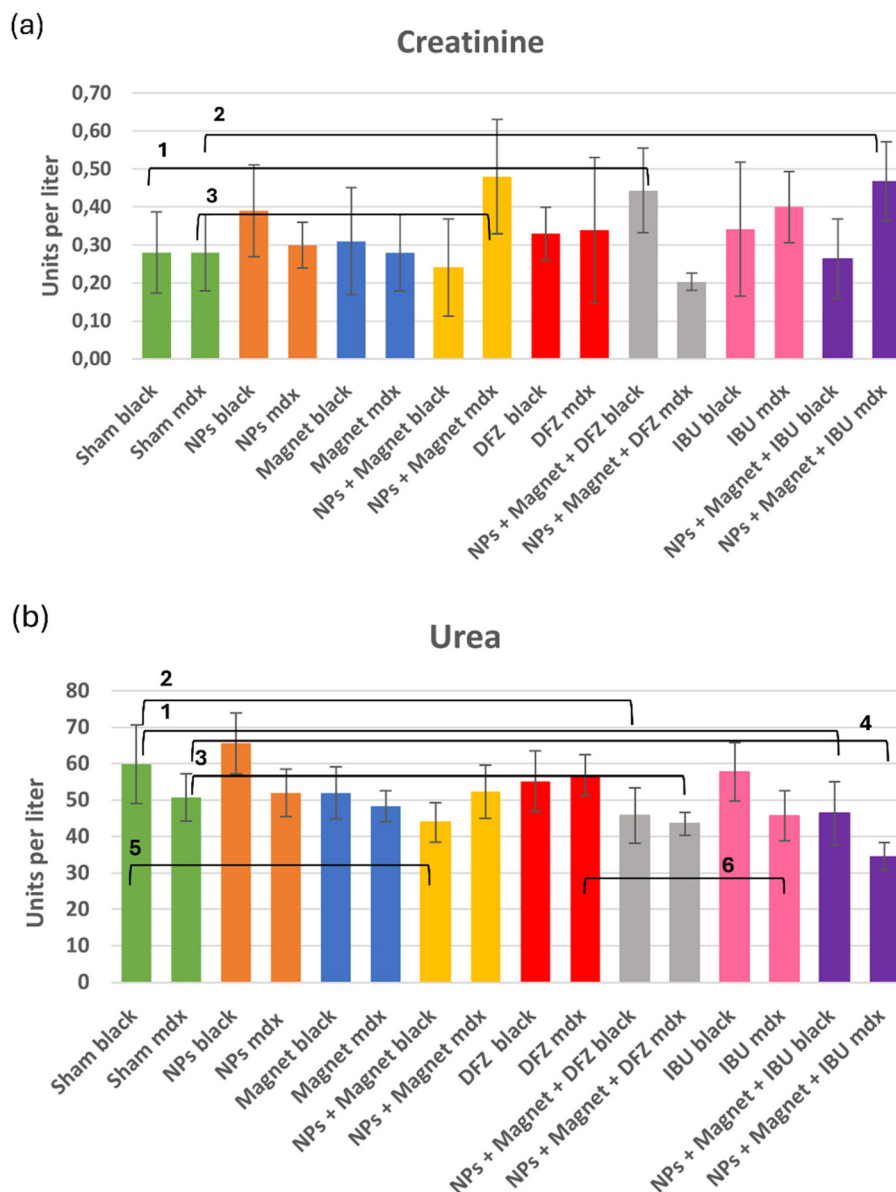 (a)
Creatinine
Units per liter
0,70
0,60
0,50
0,40
0,30
0,20
0,10
0,00
2
1
3
Sham black
Sham mdx
NPs black
NPs mdx
Magnet black
Magnet mdx
NPs + Magnet black
NPs + Magnet mdx
DFZ black
DFZ mdx
NPs + Magnet + DFZ black
NPs + Magnet + DFZ mdx
IBU black
IBU mdx
NPs + Magnet + IBU black
NPs + Magnet + IBU mdx
(b)
Urea
Units per liter
80
70
60
50
40
30
20
10
0
2
1
4
3
5
6
Sham black
Sham mdx
NPs black
NPs mdx
Magnet black
Magnet mdx
NPs + Magnet black
NPs + Magnet mdx
DFZ black
DFZ mdx
NPs + Magnet + DFZ black
NPs + Magnet + DFZ mdx
IBU black
IBU mdx
NPs + Magnet + IBU black
NPs + Magnet + IBU mdx